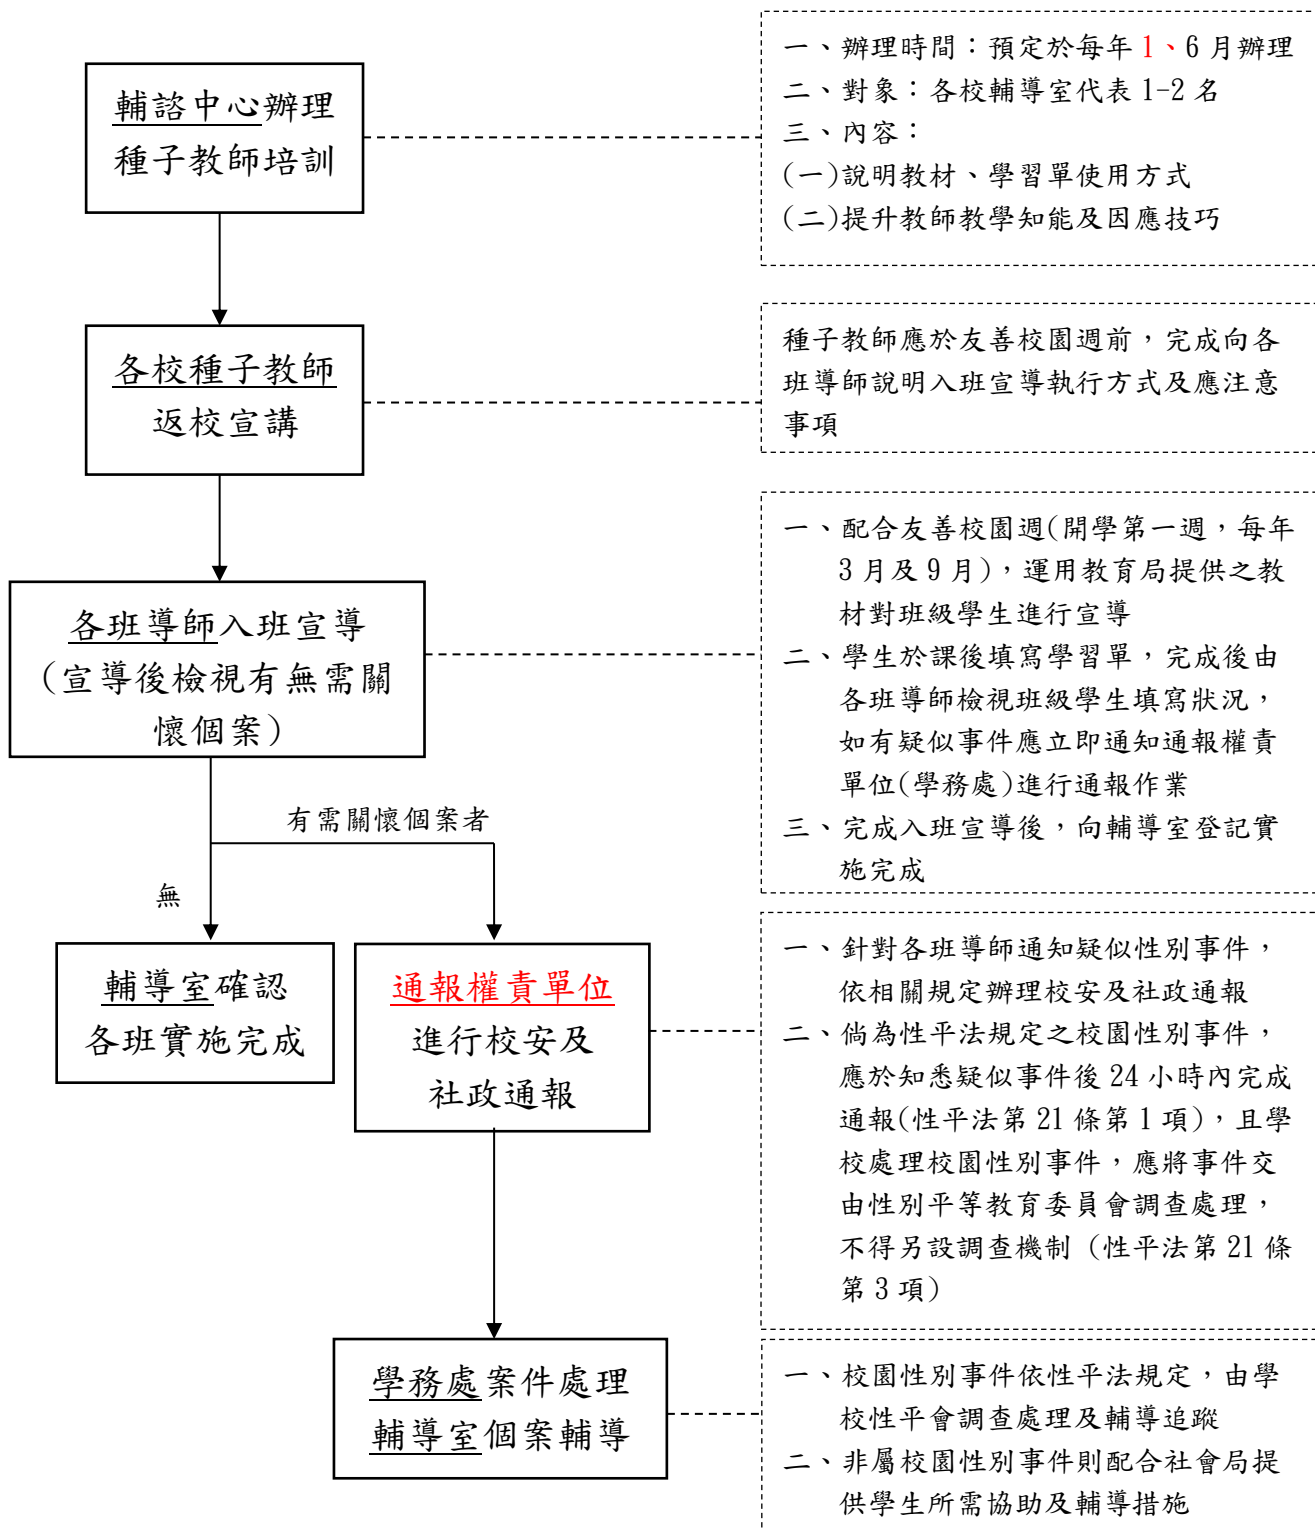 輔諮中心辦理
種子教師培訓
一、辦理時間：預定於每年 1、6 月辦理
二、對象：各校輔導室代表 1-2 名
三、內容：
(一)說明教材、學習單使用方式
(二)提升教師教學知能及因應技巧
各校種子教師
返校宣講
種子教師應於友善校園週前，完成向各
班導師說明入班宣導執行方式及應注意
事項
各班導師入班宣導
(宣導後檢視有無需關
懷個案)
一、配合友善校園週(開學第一週，每年
3 月及 9 月)，運用教育局提供之教
材對班級學生進行宣導
二、學生於課後填寫學習單，完成後由
各班導師檢視班級學生填寫狀況，
如有疑似事件應立即通知通報權責
單位(學務處)進行通報作業
三、完成入班宣導後，向輔導室登記實
施完成
有需關懷個案者
無
輔導室確認
各班實施完成
通報權責單位
進行校安及
社政通報
一、針對各班導師通知疑似性別事件，
依相關規定辦理校安及社政通報
二、倘為性平法規定之校園性別事件，
應於知悉疑似事件後 24 小時內完成
通報(性平法第 21 條第 1 項)，且學
校處理校園性別事件，應將事件交
由性別平等教育委員會調查處理，
不得另設調查機制 (性平法第 21 條
第 3 項)
學務處案件處理
輔導室個案輔導
一、校園性別事件依性平法規定，由學
校性平會調查處理及輔導追蹤
二、非屬校園性別事件則配合社會局提
供學生所需協助及輔導措施